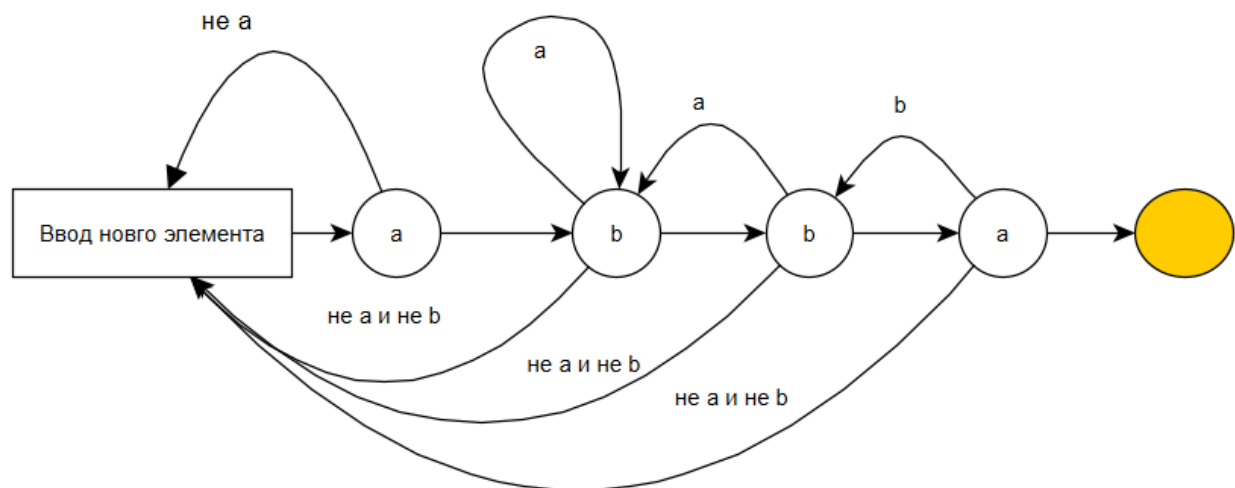 не а
a
a
b
Ввод новго элемента
a
b
b
a
не а и не b
не а и не b
не а и не b